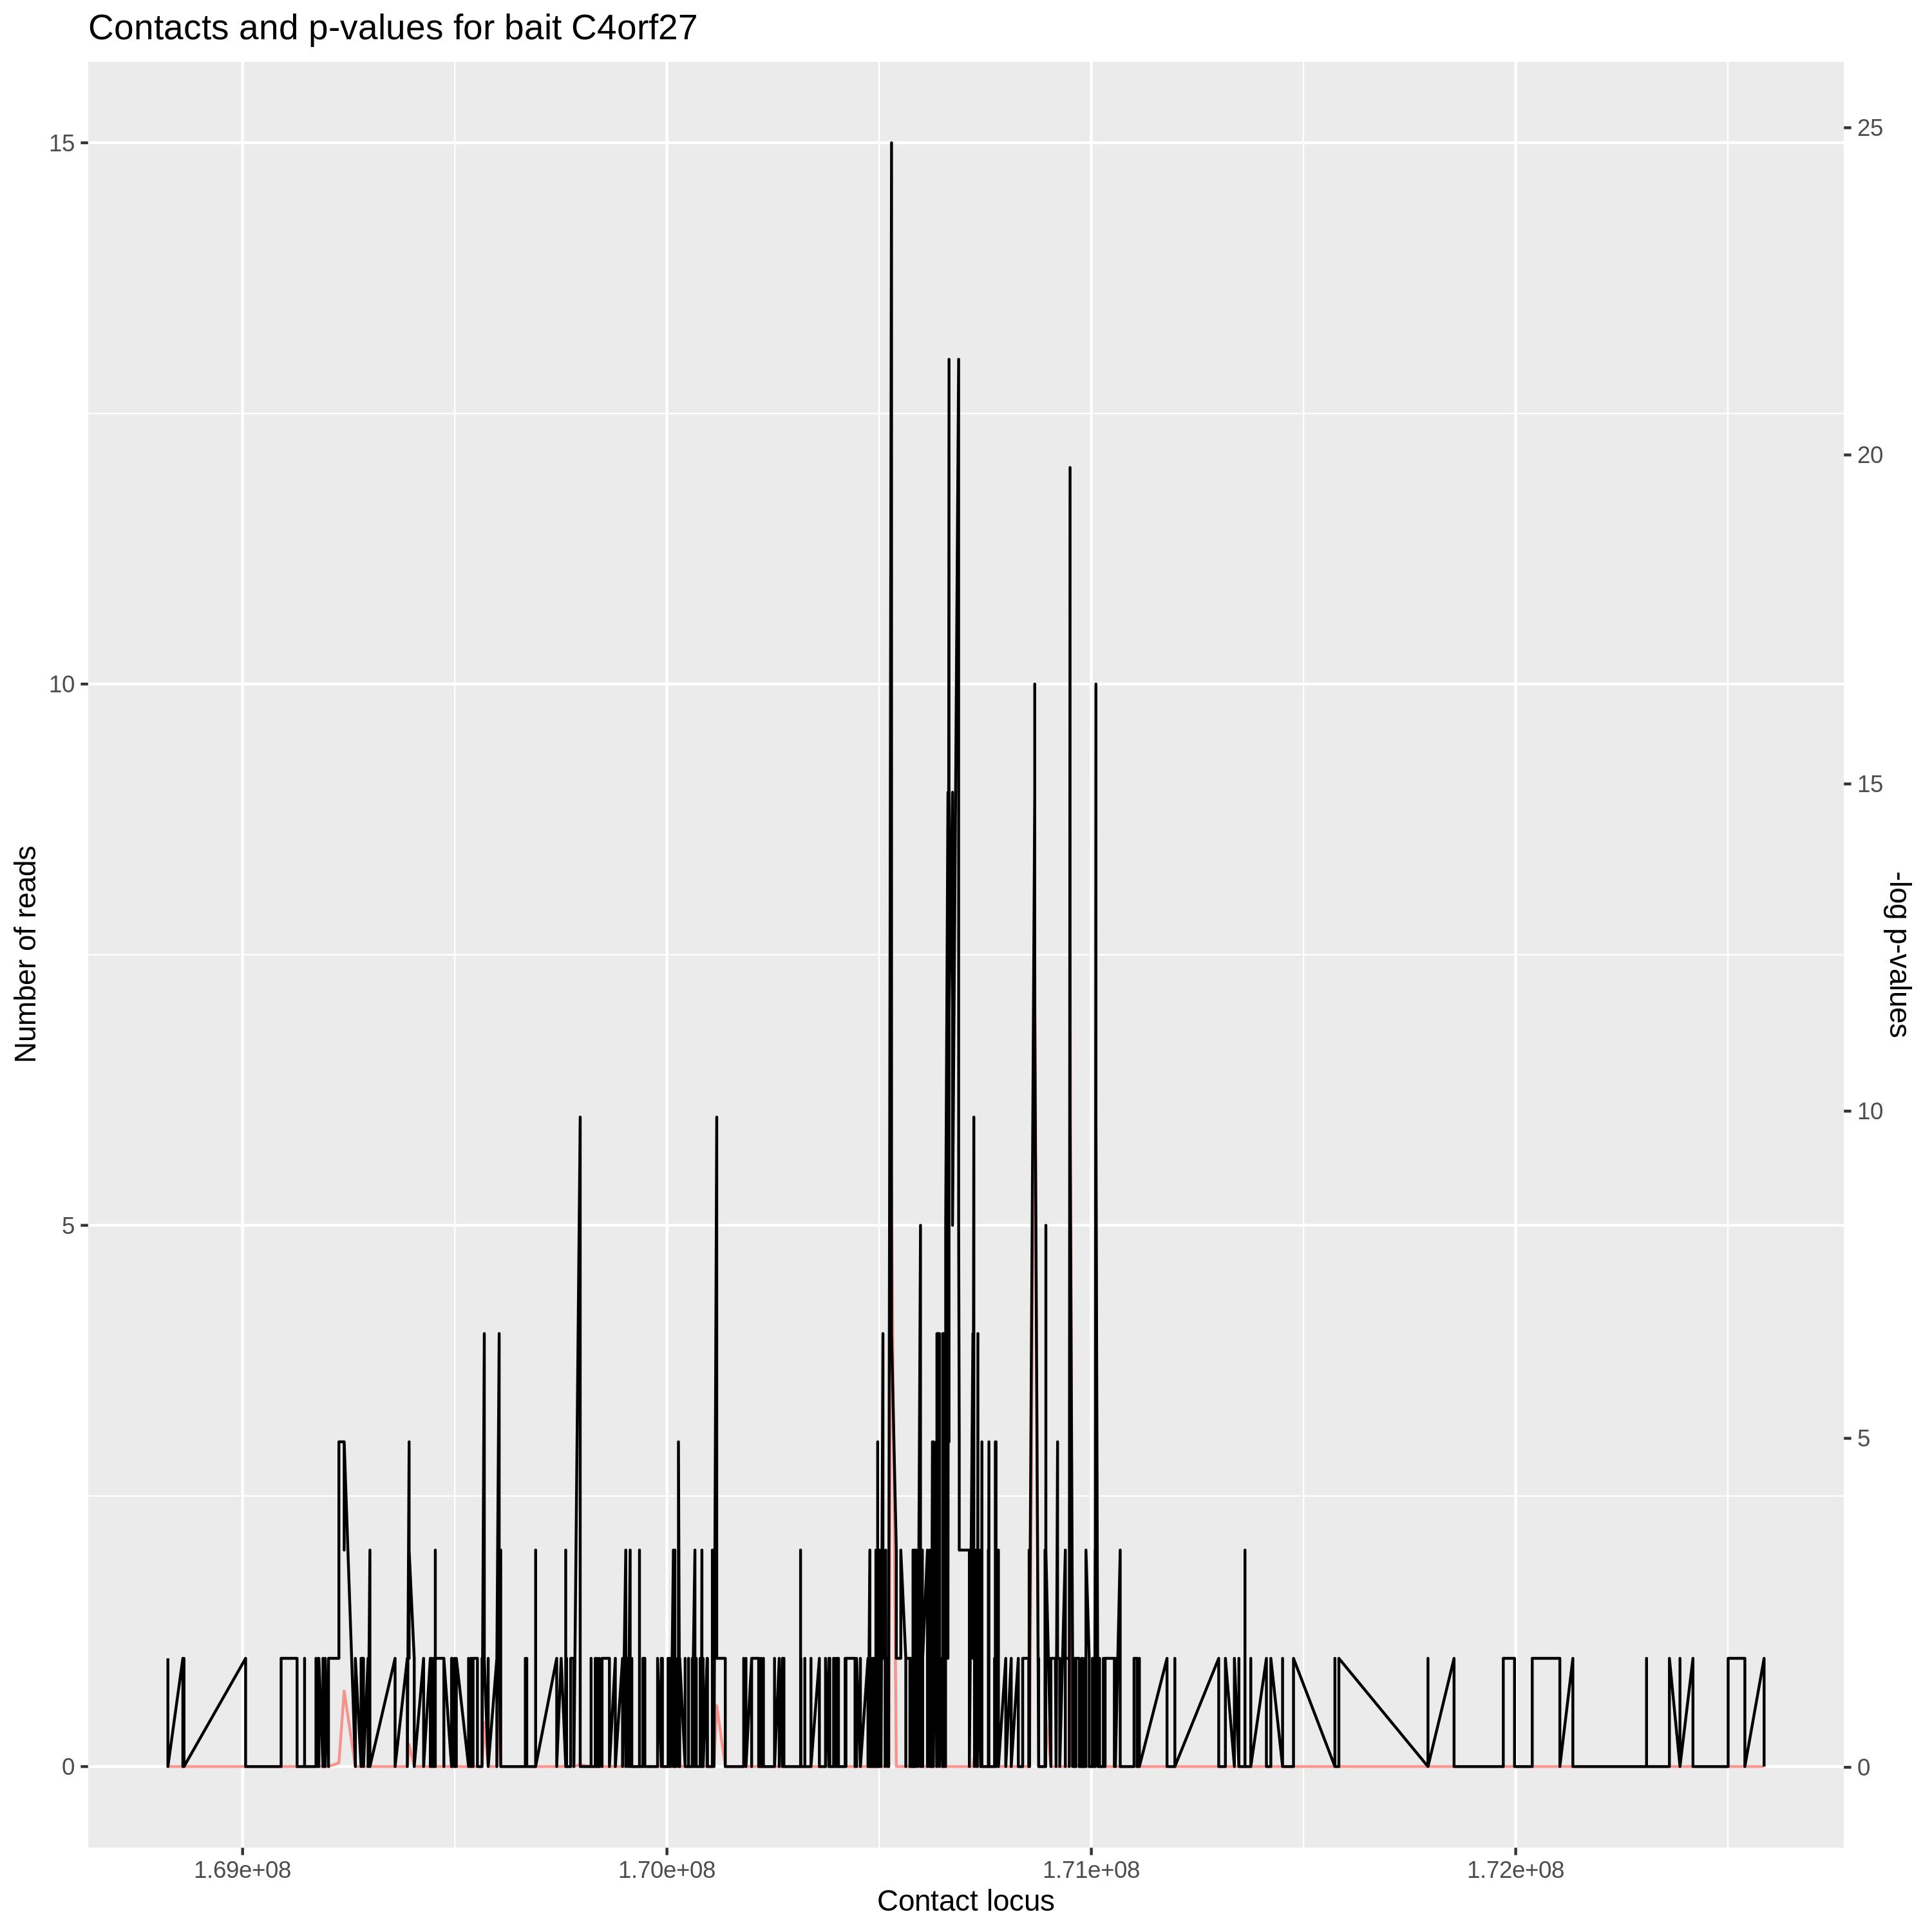 Contacts and p-values for bait C4orf27
15
10
5
0
25
20
15
10
5
0
Number of reads
-log p-values
1.69e+08
1.70e+08
1.71e+08
1.72e+08
Contact locus